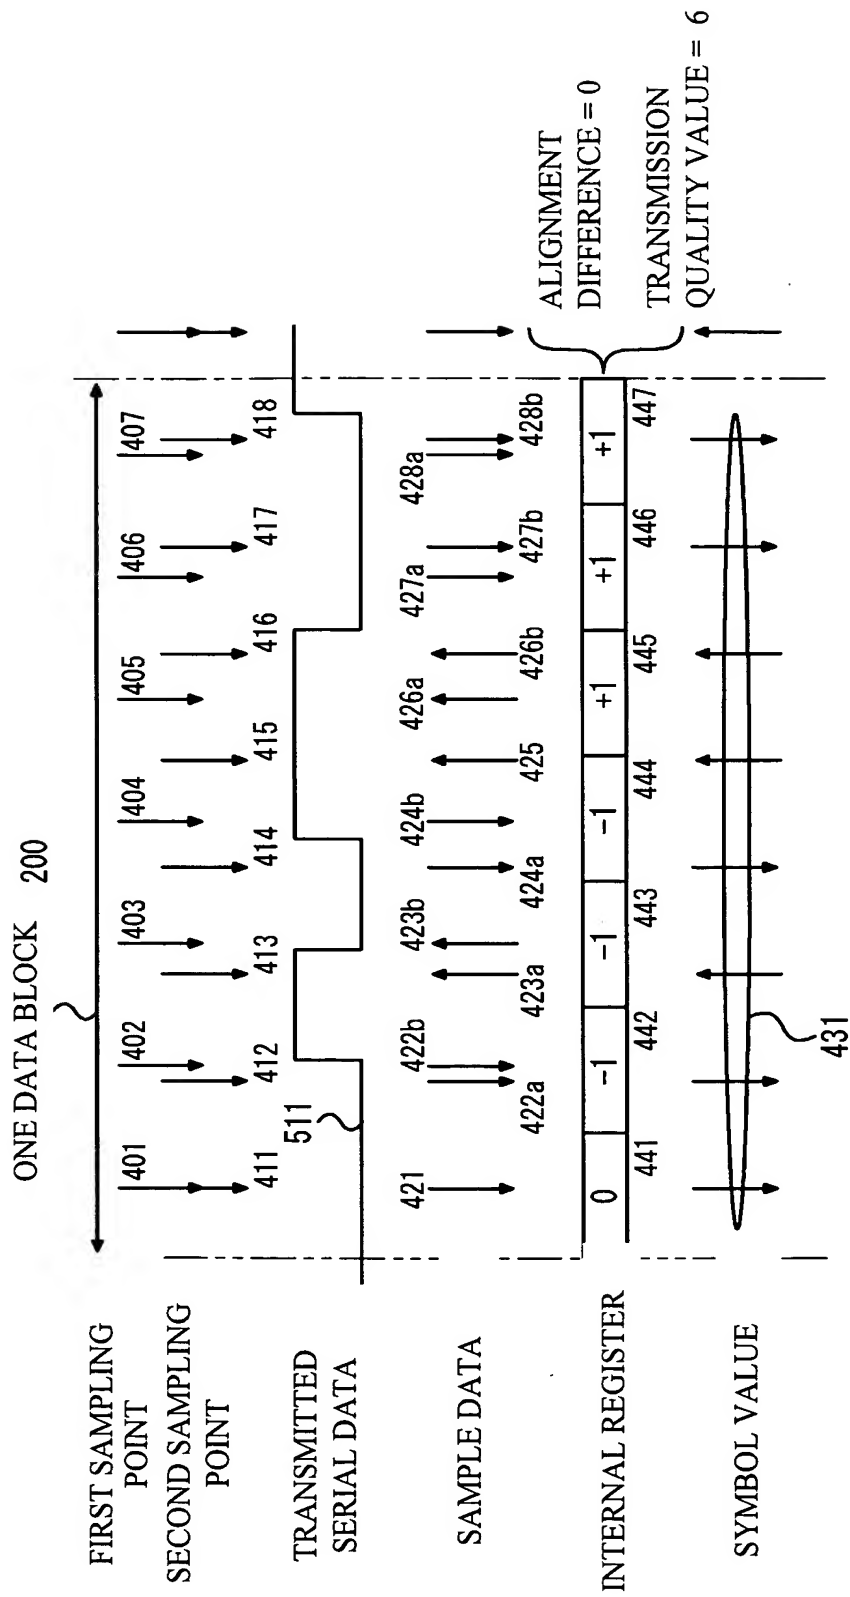 ONE DATA BLOCK 200
FIRST SAMPLING
POINT
401 402 403 404 405 406 407
SECOND SAMPLING
POINT
411 412 413 414 415 416 417 418
TRANSMITTED
SERIAL DATA
511
SAMPLE DATA
421 422b 423b 424b 426a 427a 428a
422a 423a 424a 425 426b 427b 428b
INTERNAL REGISTER
0 -1 -1 -1 +1 +1 +1
441 442 443 444 445 446 447
ALIGNMENT
DIFFERENCE = 0
TRANSMISSION
QUALITY VALUE = 6
SYMBOL VALUE
431